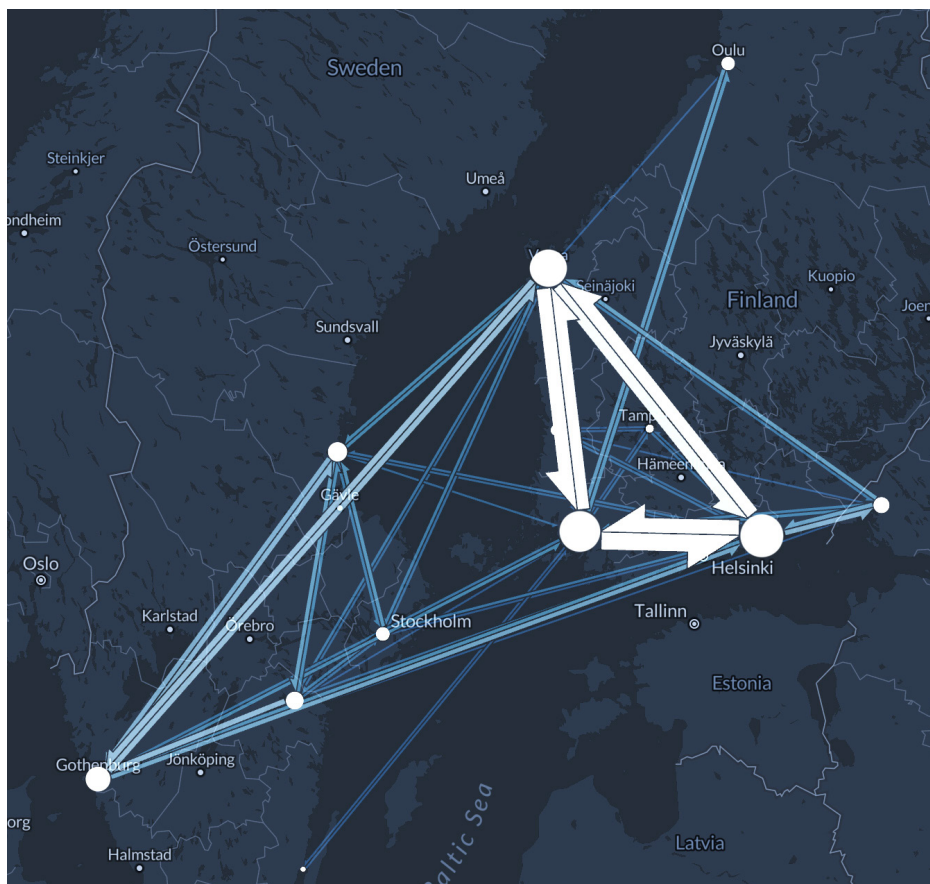 Oulu
Sweden
Steinkjer
Umeå
ondheim
Östersund
Seinäjoki
Kuopio
Finland
Joen
Sundsvall
Jyväskylä
Tamp
Hämeen
Gävle
Oslo
Helsinki
Karlstad
Tallinn
Stockholm
Örebro
Estonia
Gothenburg
Jönköping
org
Baltic Sea
Latvia
Halmstad